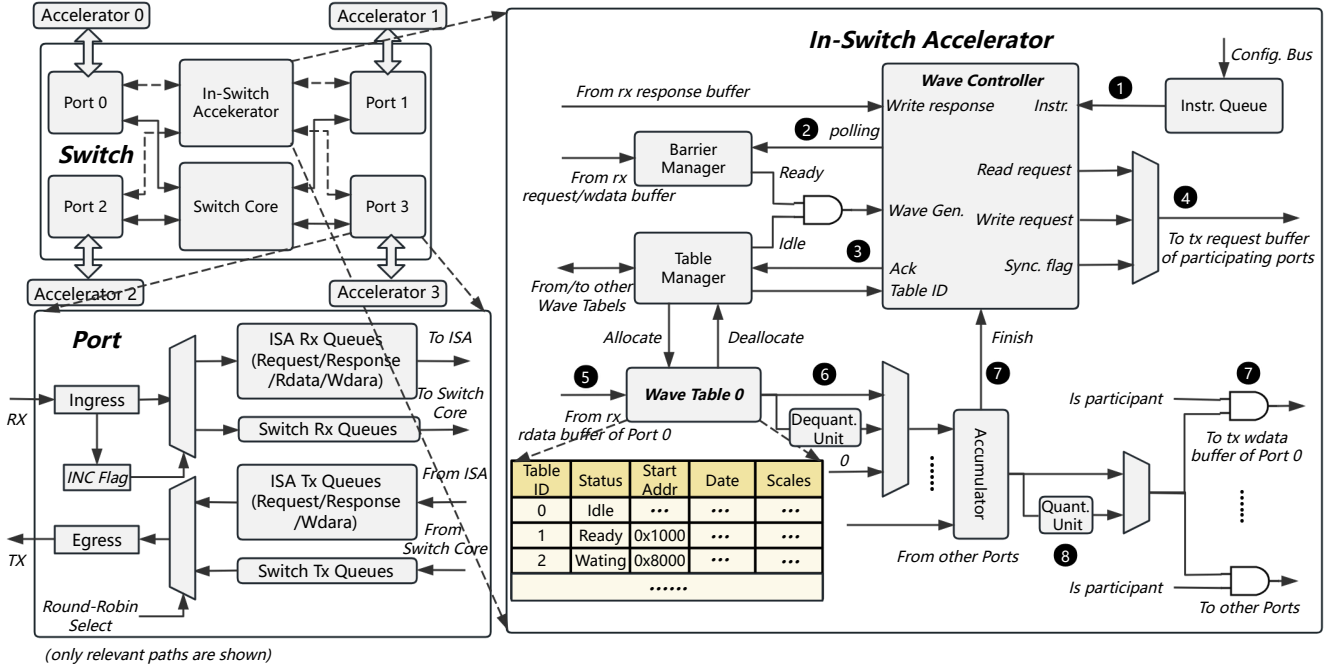 Accelerator 0
Accelerator 1
Port 0
In-Switch
Accekerator
Port 1
Switch
Port 2
Switch Core
Port 3
Accelerator 2
Accelerator 3
Port
ISA Rx Queues
(Request/Response
/Rdata/Wdara)
To ISA
RX
Ingress
To Switch
Core
Switch Rx Queues
INC Flag
ISA Tx Queues
(Request/Response
/Wdara)
From ISA
TX
Egress
From
Switch Core
Switch Tx Queues
Round-Robin
Select
(only relevant paths are shown)
In-Switch Accelerator
Config. Bus
Wave Controller
From rx response buffer
Write response
Instr.
1
Instr. Queue
2
polling
Barrier
Manager
From rx
request/wdata buffer
Ready
Read request
Wave Gen.
Write request
4
To tx request buffer
of participating ports
Idle
3
Table
Manager
Ack
Sync. flag
Table ID
From/to other
Wave Tabels
Allocate
Deallocate
Finish
5
Wave Table 0
6
7
7
From rx
rdata buffer of Port 0
Dequant.
Unit
0
Is participant
To tx wdata
buffer of Port 0
Accumulator
......
......
Table
ID
Status
Start
Addr
Date
Scales
0
Idle
...
...
...
1
Ready
0x1000
...
...
2
Wating
0x8000
...
...
......
From other Ports
Quant.
Unit
8
Is participant
To other Ports